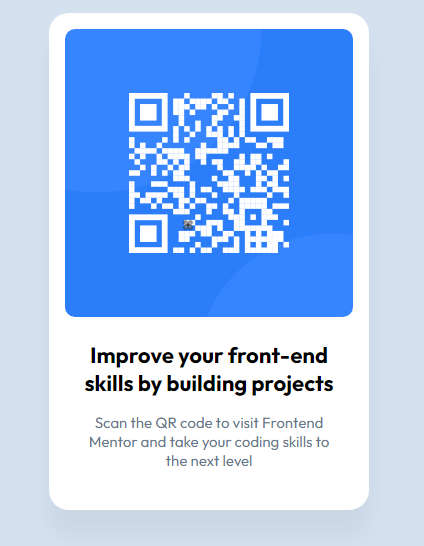 Improve your front-end
skills by building projects
Scan the QR code to visit Frontend
Mentor and take your coding skills to
the next level